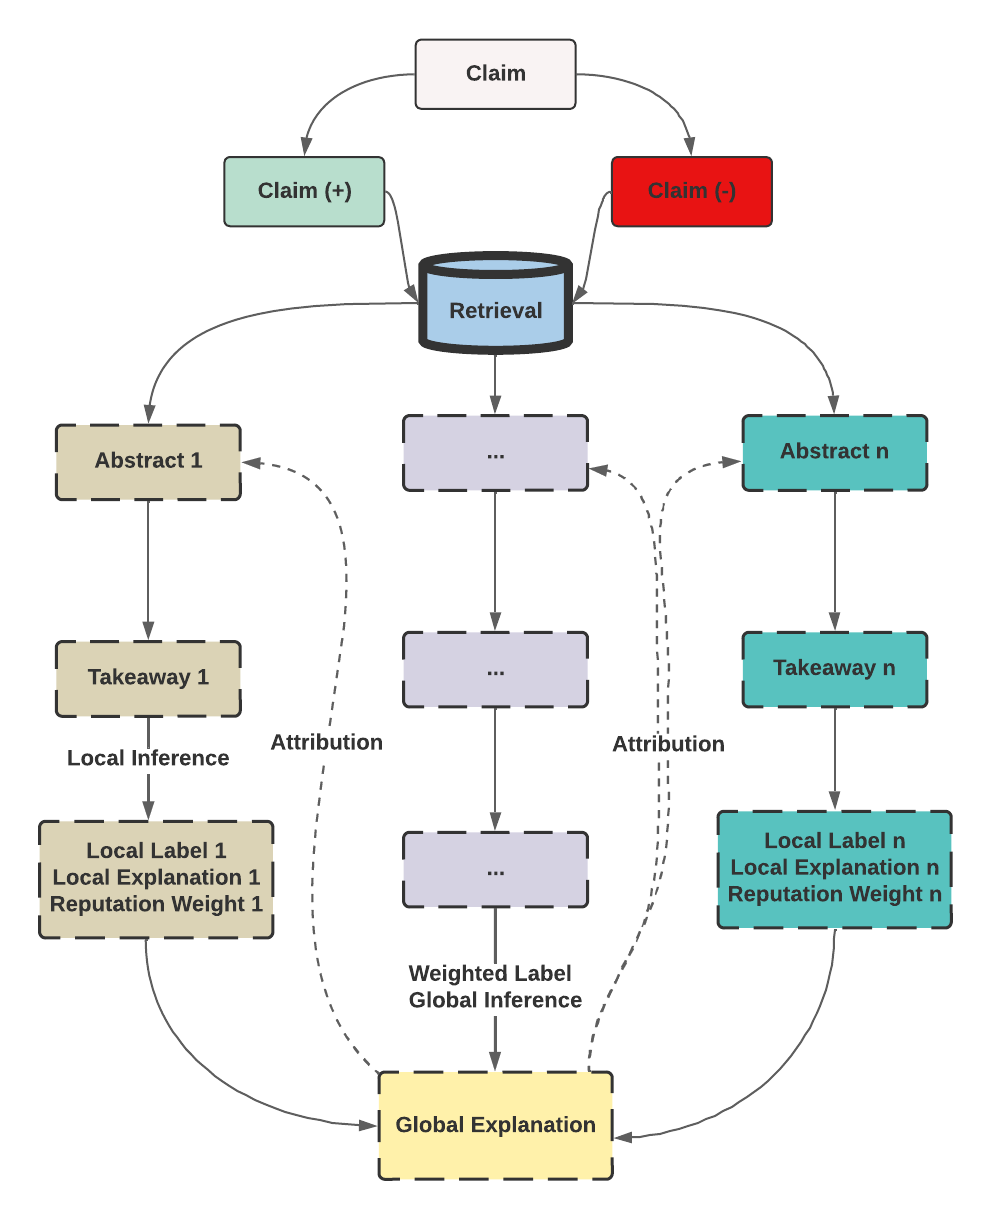 Claim
Claim (+)
Claim (-)
Retrieval
Abstract 1
...
Abstract n
Takeaway 1
...
Takeaway n
Local Inference
Attribution
Attribution
Local Label 1
Local Explanation 1
Reputation Weight 1
...
Local Label n
Local Explanation n
Reputation Weight n
Weighted Label
Global Inference
Global Explanation